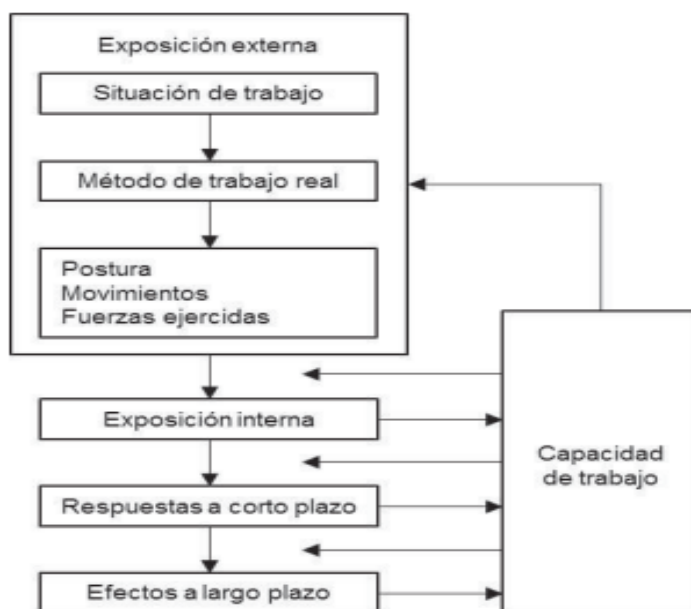 Exposición externa
Situación de trabajo
Método de trabajo real
Postura
Movimientos
Fuerzas ejercidas
Exposición interna
Respuestas a corto plazo
Efectos a largo plazo
Capacidad
de trabajo